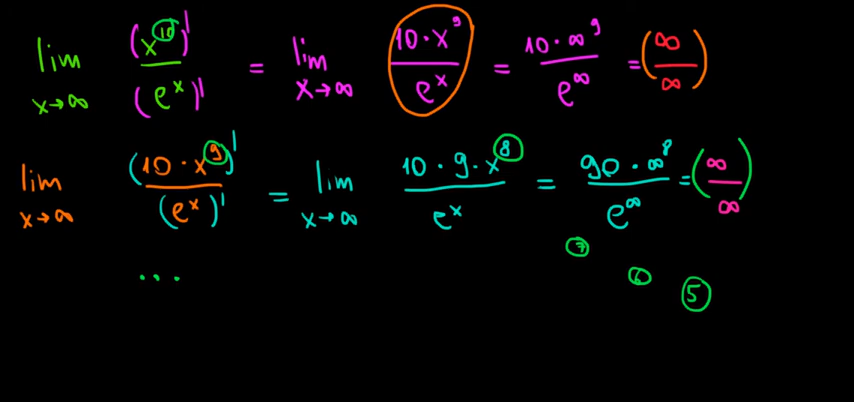 lim x→∞ (x^10)' / (e^x)' = lim x→∞ 10·x^9 / e^x = 10·∞^9 / e^∞ = (∞/∞)
lim x→∞ (10·x^9)' / (e^x)' = lim x→∞ 10·9·x^8 / e^x = 90·∞^8 / e^∞ = (∞/∞)
... 7 6 5